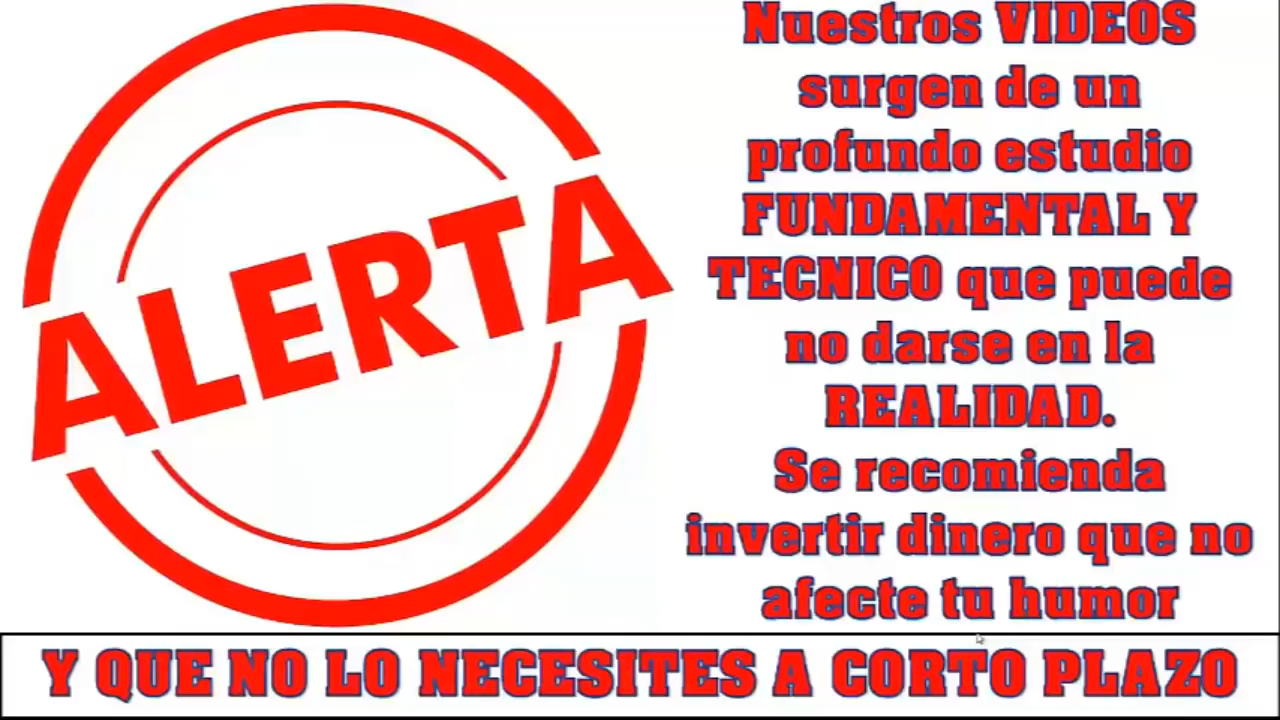 ALERTA
Nuestros VIDEOS
surgen de un
profundo estudio
FUNDAMENTAL Y
TECNICO que puede
no darse en la
REALIDAD.
Se recomienda
invertir dinero que no
afecte tu humor
Y QUE NO LO NECESITES A CORTO PLAZO